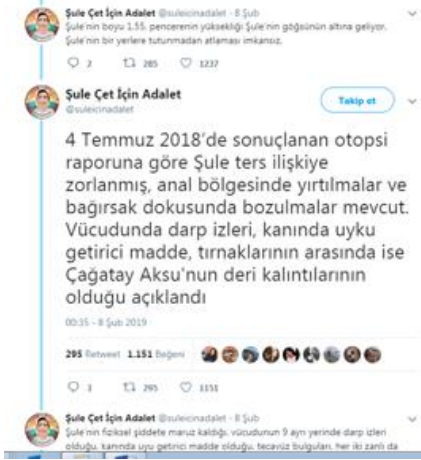 Şule Çet İçin Adalet @suleicinadalet · 8 Şub
Şule'nin boyu 1.55, pencerenin yüksekliği Şule'nin göğsünün altına geliyor.
Şule'nin bir yerlere tutunmadan atlaması imkansız.
2 285 1237
Şule Çet İçin Adalet
@suleicinadalet
Takip et
4 Temmuz 2018'de sonuçlanan otopsi
raporuna göre Şule ters ilişkiye
zorlanmış, anal bölgesinde yırtılmalar ve
bağırsak dokusunda bozulmalar mevcut.
Vücudunda darp izleri, kanında uyku
getirici madde, tırnaklarının arasında ise
Çağatay Aksu'nun deri kalıntılarının
olduğu açıklandı
00:35 - 8 Şub 2019
295 Retweet 1.151 Beğeni
3 295 1151
Şule Çet İçin Adalet @suleicinadalet · 8 Şub
Şule'nin fiziksel şiddete maruz kaldığı, vücudunun 9 ayrı yerinde darp izleri
olduğu, kanında uyu getirici madde olduğu, tecavüz bulguları, her iki zanlı da